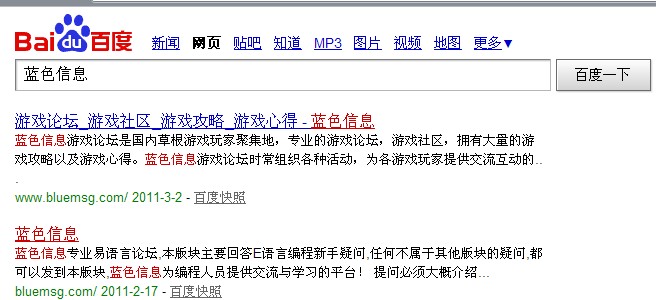 Bai du 百度
新闻 网页 贴吧 知道 MP3 图片 视频 地图 更多▼
蓝色信息 百度一下
游戏论坛_游戏社区_游戏攻略_游戏心得 - 蓝色信息
蓝色信息游戏论坛是国内草根游戏玩家聚集地，专业的游戏论坛，游戏社区，拥有大量的游
戏攻略以及游戏心得。蓝色信息游戏论坛时常组织各种活动，为各游戏玩家提供交流互动的..
.
www.bluemsg.com/ 2011-3-2 - 百度快照
蓝色信息
蓝色信息专业易语言论坛,本版块主要回答E语言编程新手疑问,任何不属于其他版块的疑问,都
可以发到本版块,蓝色信息为编程人员提供交流与学习的平台！ 提问必须大概介绍...
bluemsg.com/ 2011-2-17 - 百度快照